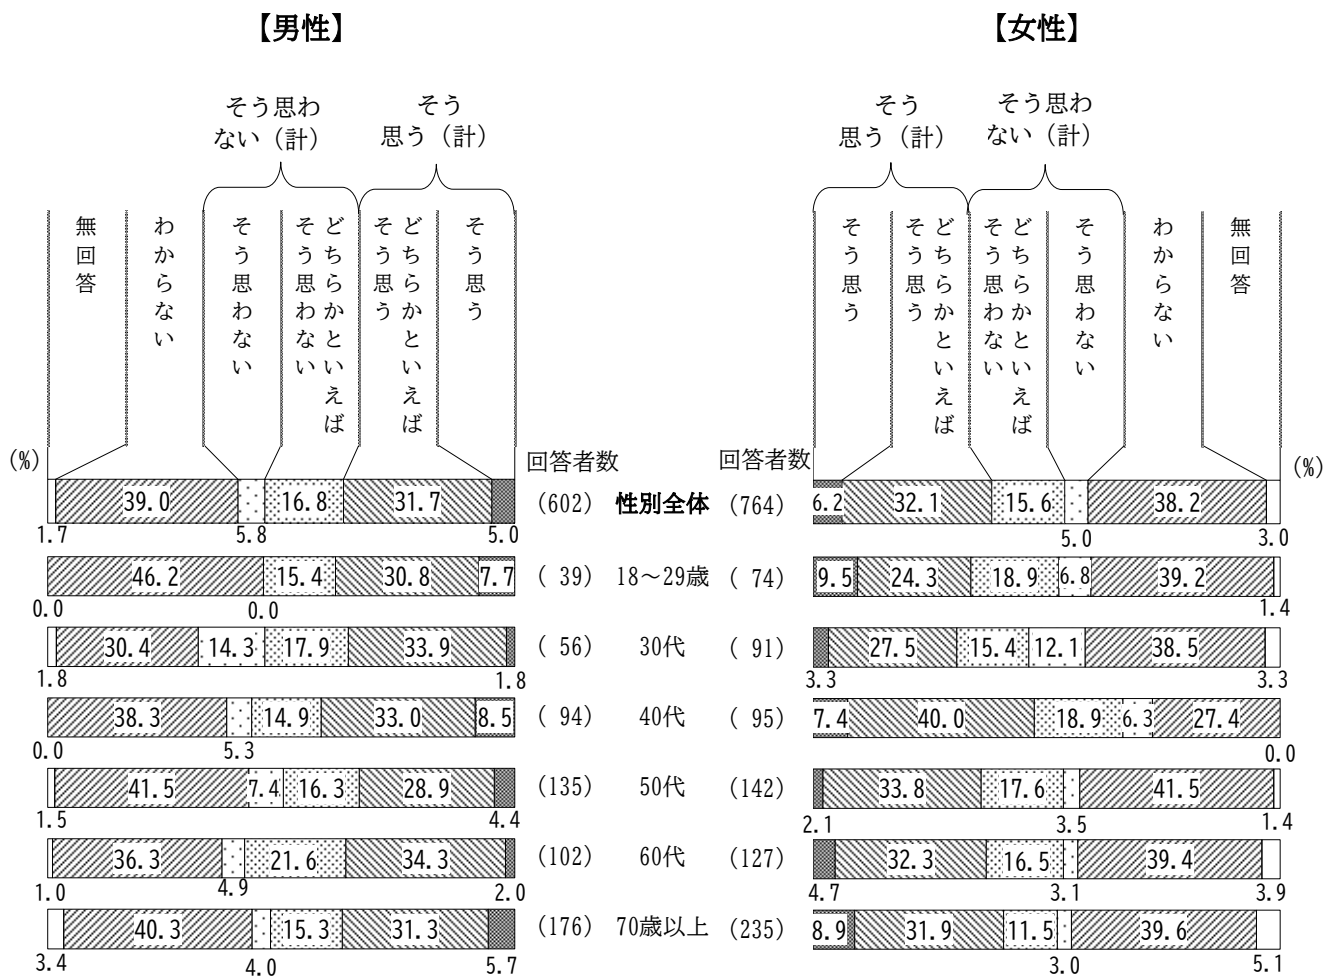 【男性】 【女性】
そう思わ
ない（計）
そう
思う（計）
そう
思う（計）
そう思わ
ない（計）
無回答
わからない
そう思わない
どちらかといえば
そう思わない
どちらかといえば
そう思う
そう思う
そう思う
どちらかといえば
そう思う
どちらかといえば
そう思わない
そう思わない
わからない
無回答
(%) 回答者数 回答者数 (%)
39.0 16.8 31.7 (602) 性別全体 (764) 6.2 32.1 15.6 38.2
1.7 5.8 5.0 5.0 3.0
46.2 15.4 30.8 7.7 ( 39) 18～29歳 ( 74) 9.5 24.3 18.9 6.8 39.2
0.0 0.0 1.4
30.4 14.3 17.9 33.9 ( 56) 30代 ( 91) 27.5 15.4 12.1 38.5
1.8 1.8 3.3 3.3
38.3 14.9 33.0 8.5 ( 94) 40代 ( 95) 7.4 40.0 18.9 6.3 27.4
0.0 5.3 0.0
41.5 7.4 16.3 28.9 (135) 50代 (142) 33.8 17.6 41.5
1.5 4.4 2.1 3.5 1.4
36.3 21.6 34.3 (102) 60代 (127) 32.3 16.5 39.4
1.0 4.9 2.0 4.7 3.1 3.9
40.3 15.3 31.3 (176) 70歳以上 (235) 8.9 31.9 11.5 39.6
3.4 4.0 5.7 3.0 5.1